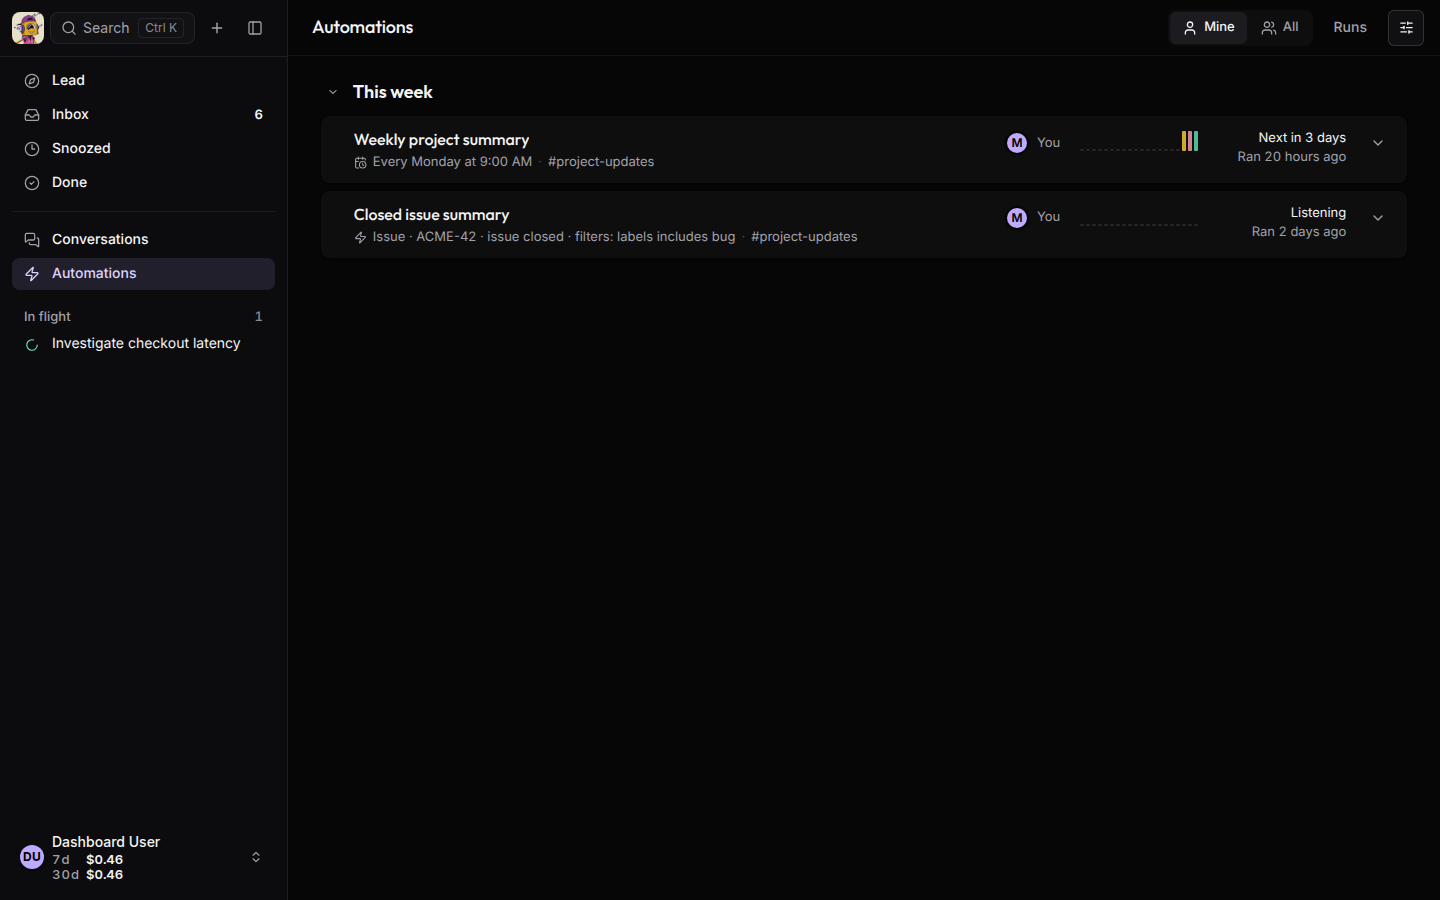 Search Ctrl K
Lead
Inbox 6
Snoozed
Done
Conversations
Automations
In flight 1
Investigate checkout latency
Dashboard User
DU
7d $0.46
30d $0.46
Automations
Mine All Runs
This week
Weekly project summary
Every Monday at 9:00 AM · #project-updates
M You
Next in 3 days
Ran 20 hours ago
Closed issue summary
Issue · ACME-42 · issue closed · filters: labels includes bug · #project-updates
M You
Listening
Ran 2 days ago